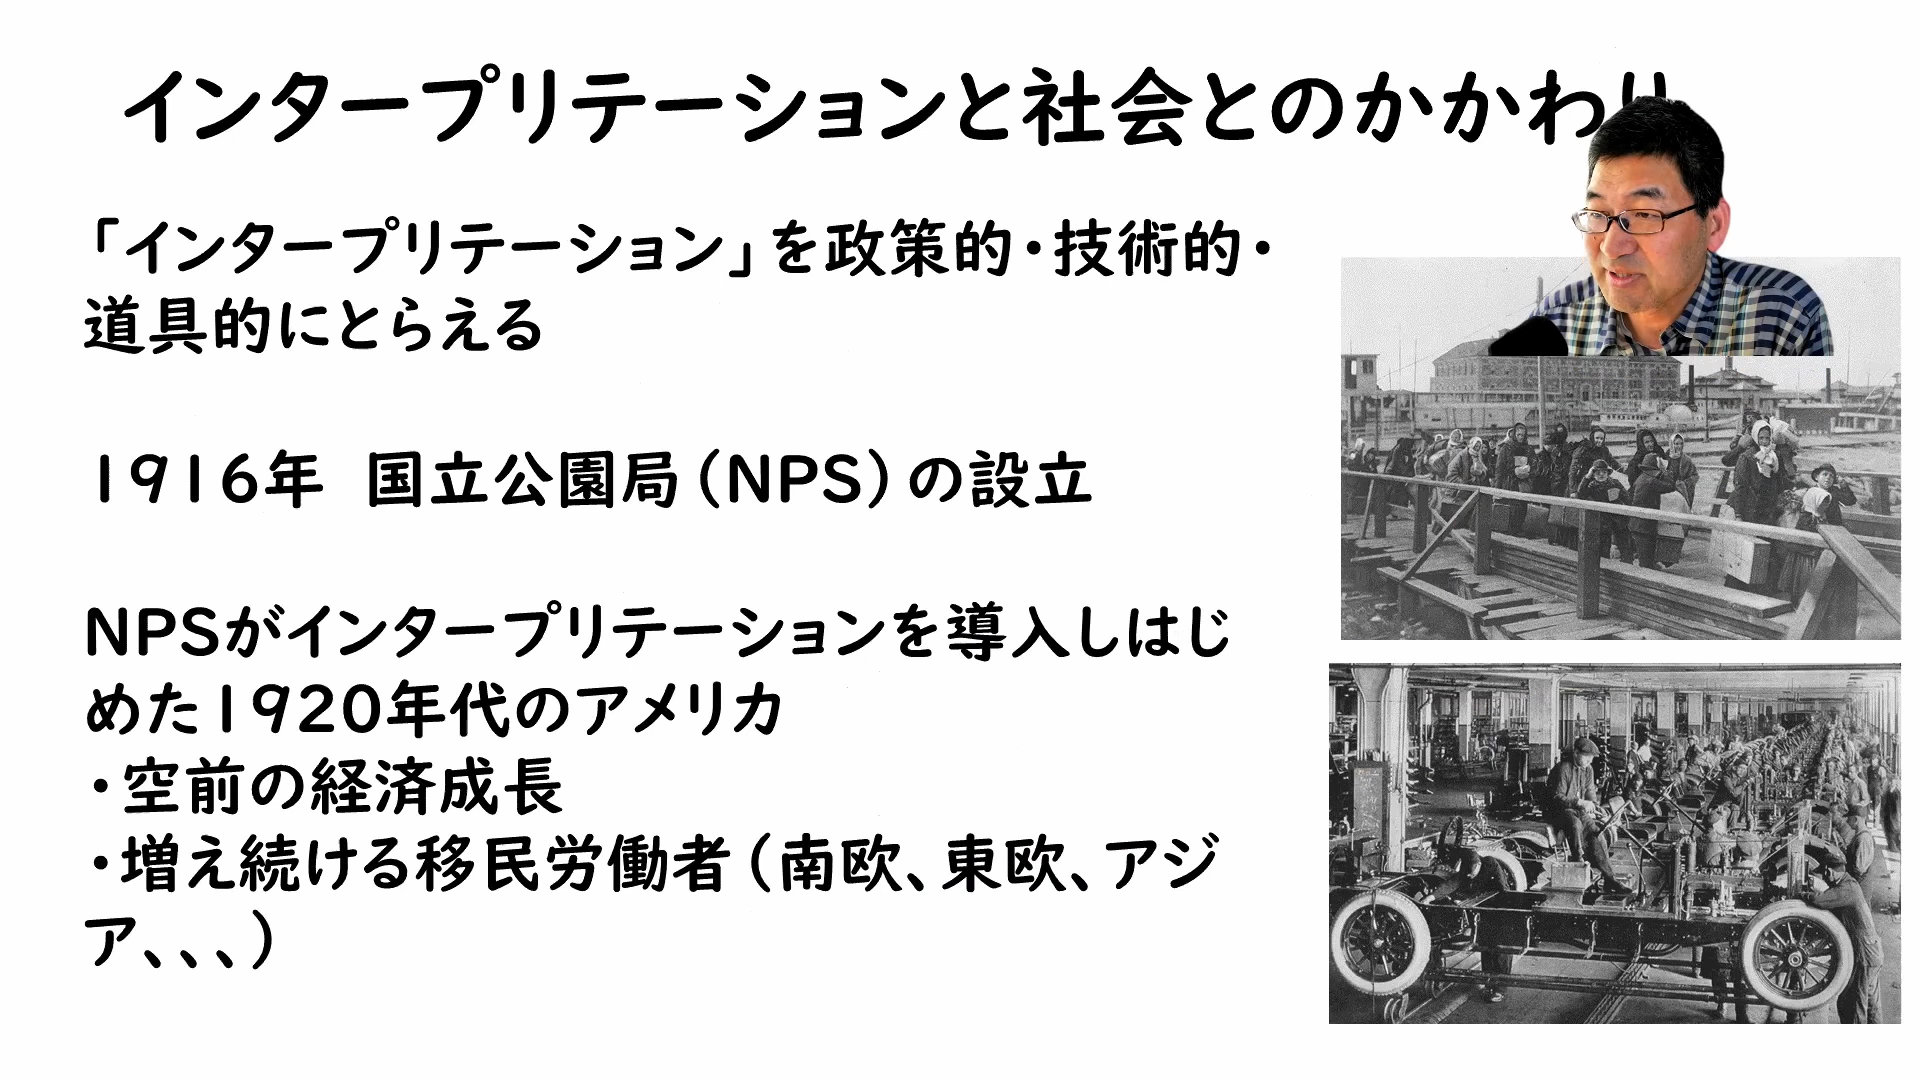 インタープリテーションと社会とのかかわり
「インタープリテーション」を政策的・技術的・
道具的にとらえる
1916年　国立公園局（NPS）の設立
NPSがインタープリテーションを導入しはじ
めた1920年代のアメリカ
・空前の経済成長
・増え続ける移民労働者（南欧、東欧、アジ
ア、、、）